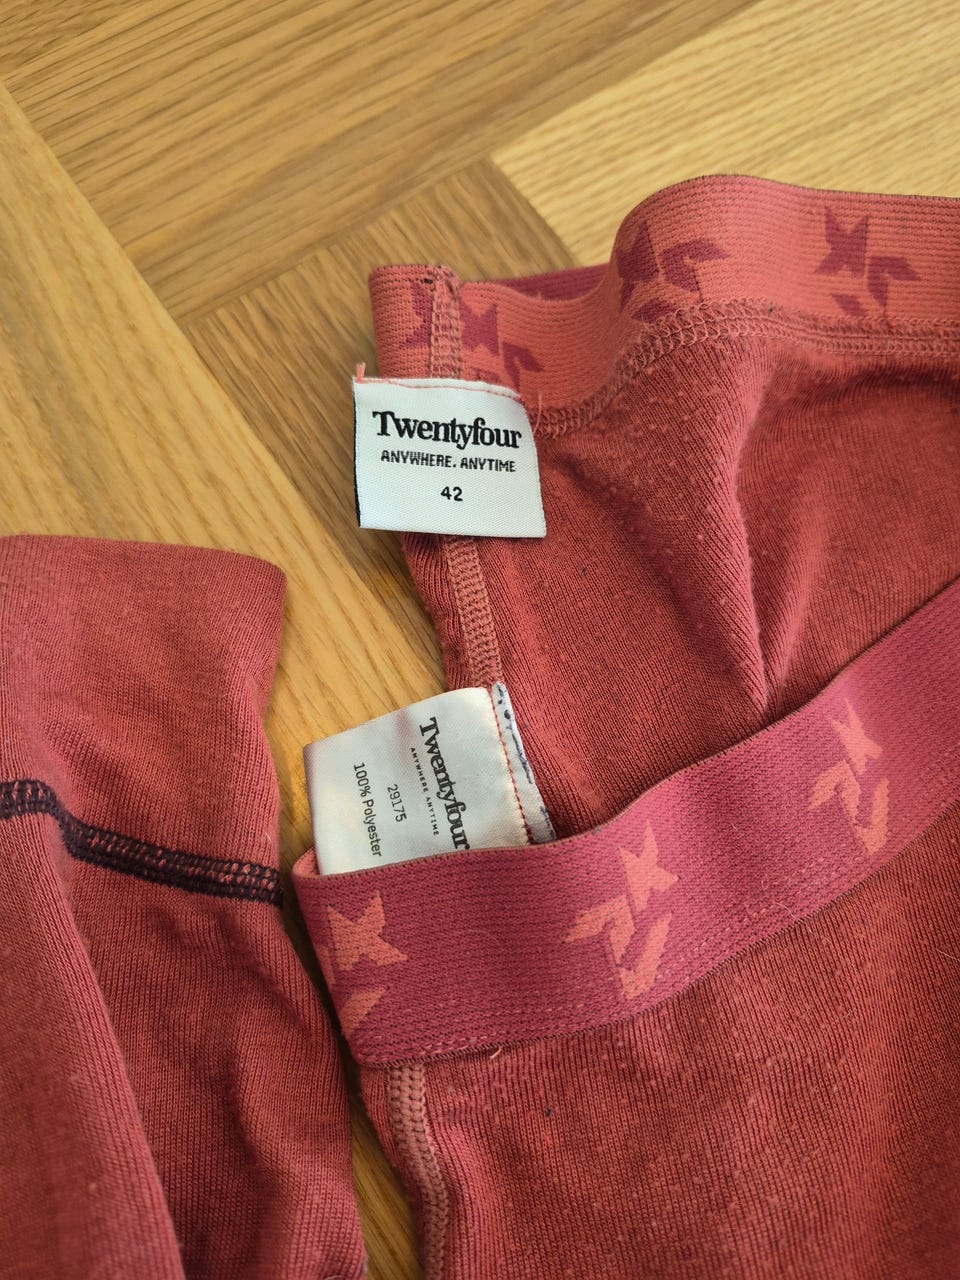 Twentyfour
ANYWHERE. ANYTIME
42
Twentyfour
ANYWHERE ANYTIME
29175
100% Polyester